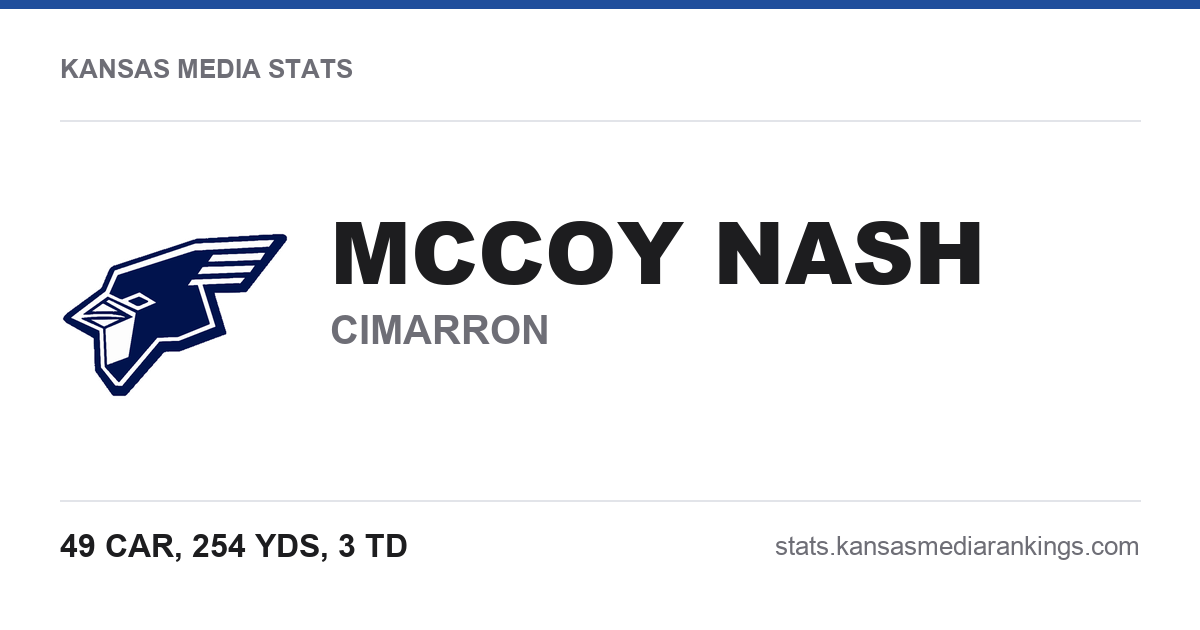 KANSAS MEDIA STATS
MCCOY NASH
CIMARRON
49 CAR, 254 YDS, 3 TD
stats.kansasmediarankings.com